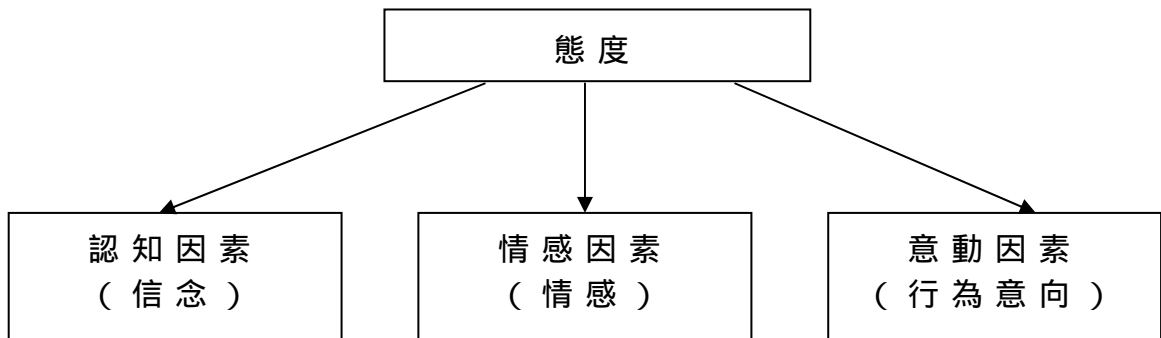 態度
認知因素
（信念）
情感因素
（情感）
意動因素
（行為意向）